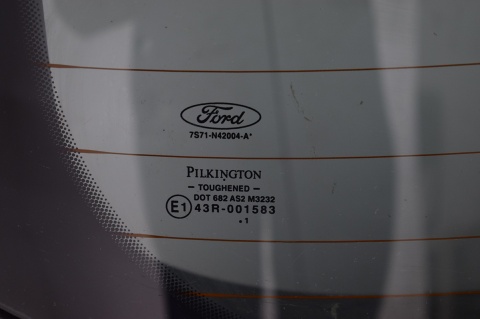 Ford
7S71-N42004-A*
PILKINGTON
- TOUGHENED -
DOT 682 AS2 M3232
E1 43R-001583
*1